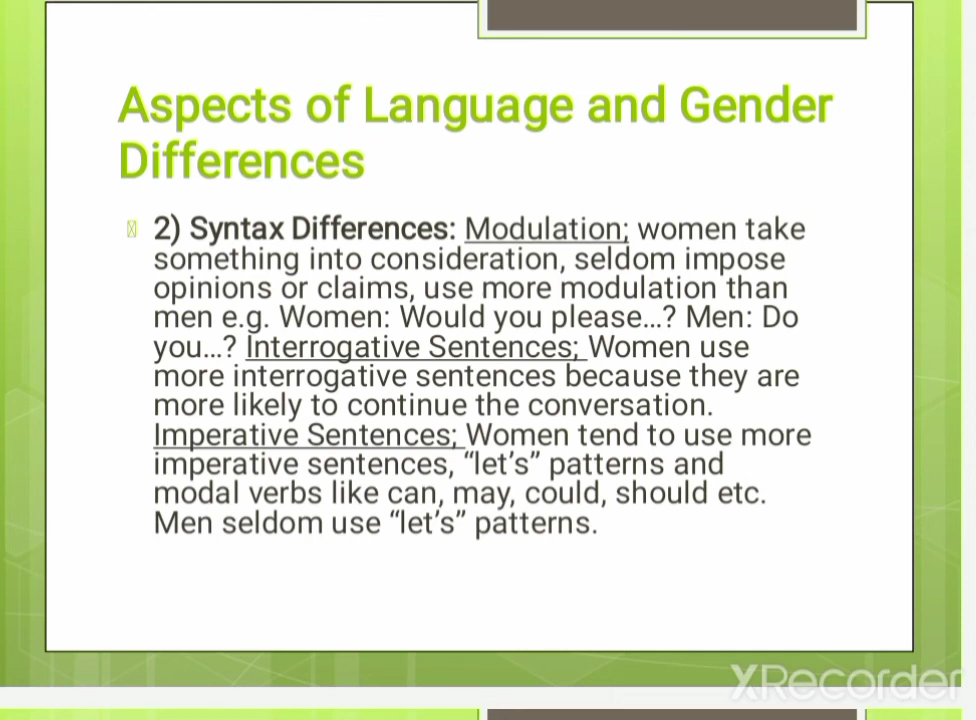 Aspects of Language and Gender
Differences
2) Syntax Differences: Modulation; women take
something into consideration, seldom impose
opinions or claims, use more modulation than
men e.g. Women: Would you please...? Men: Do
you...? Interrogative Sentences; Women use
more interrogative sentences because they are
more likely to continue the conversation.
Imperative Sentences; Women tend to use more
imperative sentences, “let’s” patterns and
modal verbs like can, may, could, should etc.
Men seldom use “let’s” patterns.
XRecorder